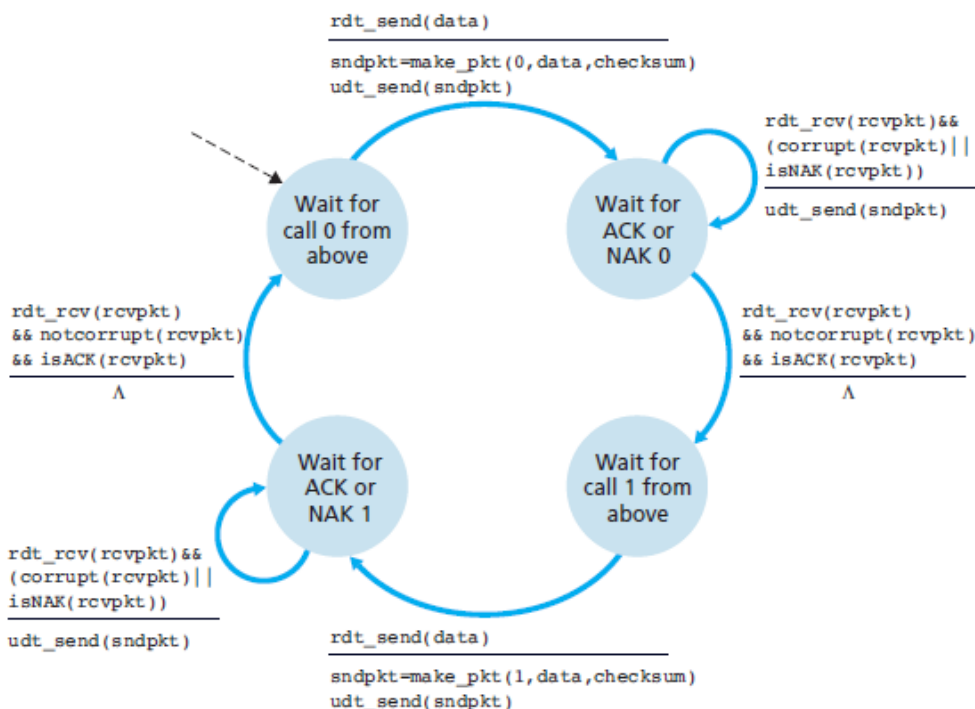 rdt_send(data)
sndpkt=make_pkt(0,data,checksum)
udt_send(sndpkt)
rdt_rcv(rcvpkt)&&
(corrupt(rcvpkt)||
isNAK(rcvpkt))
udt_send(sndpkt)
Wait for
call 0 from
above
Wait for
ACK or
NAK 0
rdt_rcv(rcvpkt)
&& notcorrupt(rcvpkt)
&& isACK(rcvpkt)
Λ
rdt_rcv(rcvpkt)
&& notcorrupt(rcvpkt)
&& isACK(rcvpkt)
Λ
Wait for
ACK or
NAK 1
Wait for
call 1 from
above
rdt_rcv(rcvpkt)&&
(corrupt(rcvpkt)||
isNAK(rcvpkt))
udt_send(sndpkt)
rdt_send(data)
sndpkt=make_pkt(1,data,checksum)
udt_send(sndpkt)